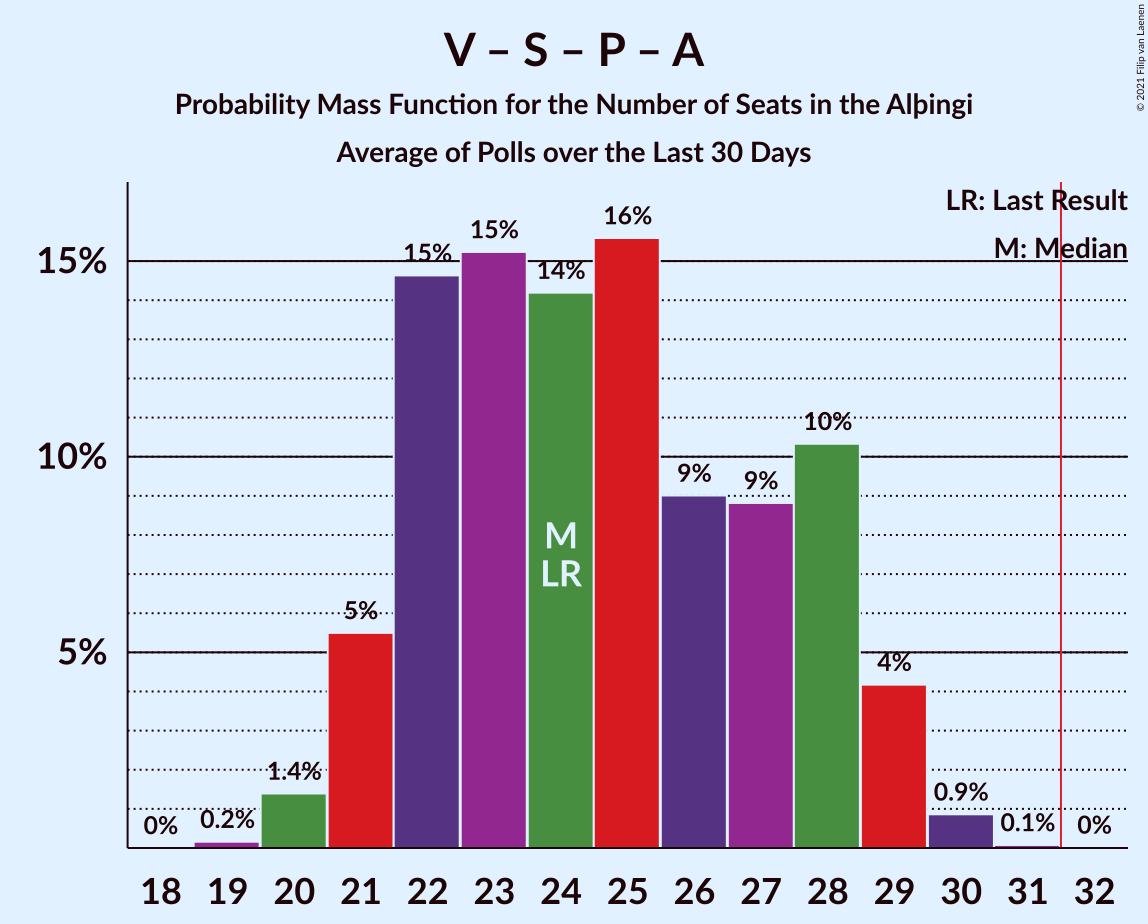 V – S – P – A
Probability Mass Function for the Number of Seats in the Alþingi
Average of Polls over the Last 30 Days
© 2021 Filip van Laenen
LR: Last Result
M: Median
15%
10%
5%
0%
0.2%
1.4%
5%
15%
15%
14%
16%
9%
9%
10%
4%
0.9%
0.1%
0%
M
LR
18 19 20 21 22 23 24 25 26 27 28 29 30 31 32